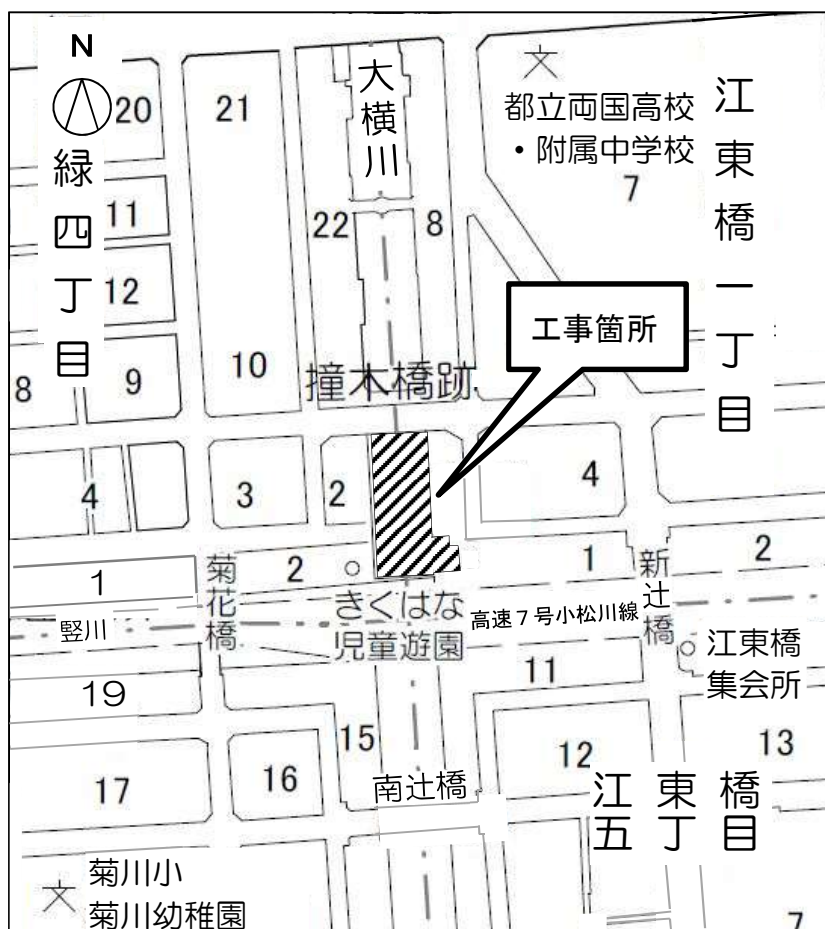 N
大横川
文
都立両国高校
・附属中学校
江東橋一丁目
緑四丁目
20
21
7
11
22
8
12
工事箇所
8
9
10
撞木橋跡
4
3
2
4
1
2
菊花橋
きくはな
児童遊園
1
2
新辻橋
高速7号小松川線
竪川
江東橋
集会所
19
11
15
17
16
南辻橋
12
13
江東橋
五丁目
文
菊川小
菊川幼稚園
7